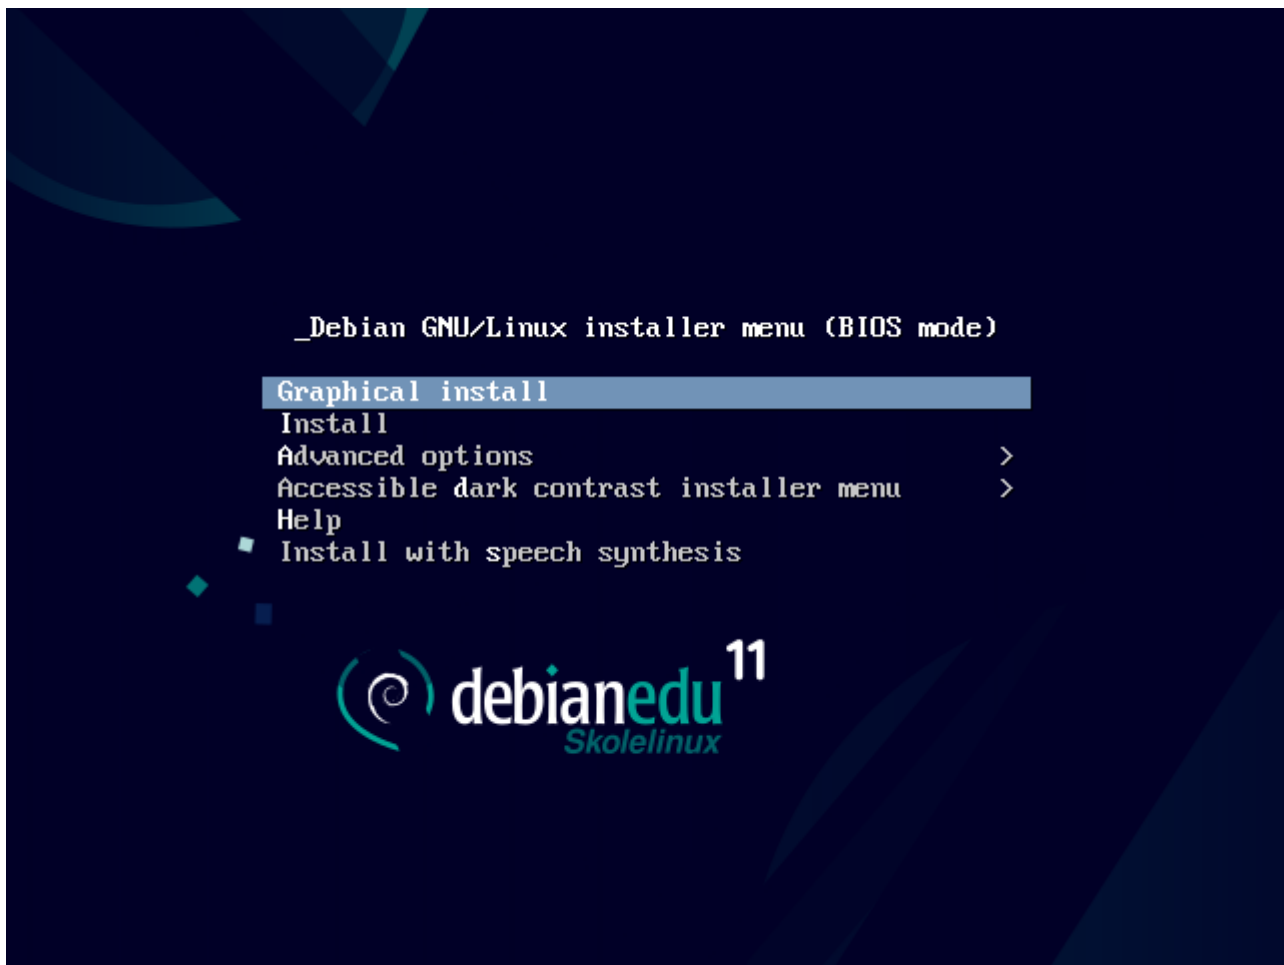 _Debian GNU/Linux installer menu (BIOS mode)
Graphical install
Install
Advanced options >
Accessible dark contrast installer menu >
Help
Install with speech synthesis
debianedu 11
Skolelinux